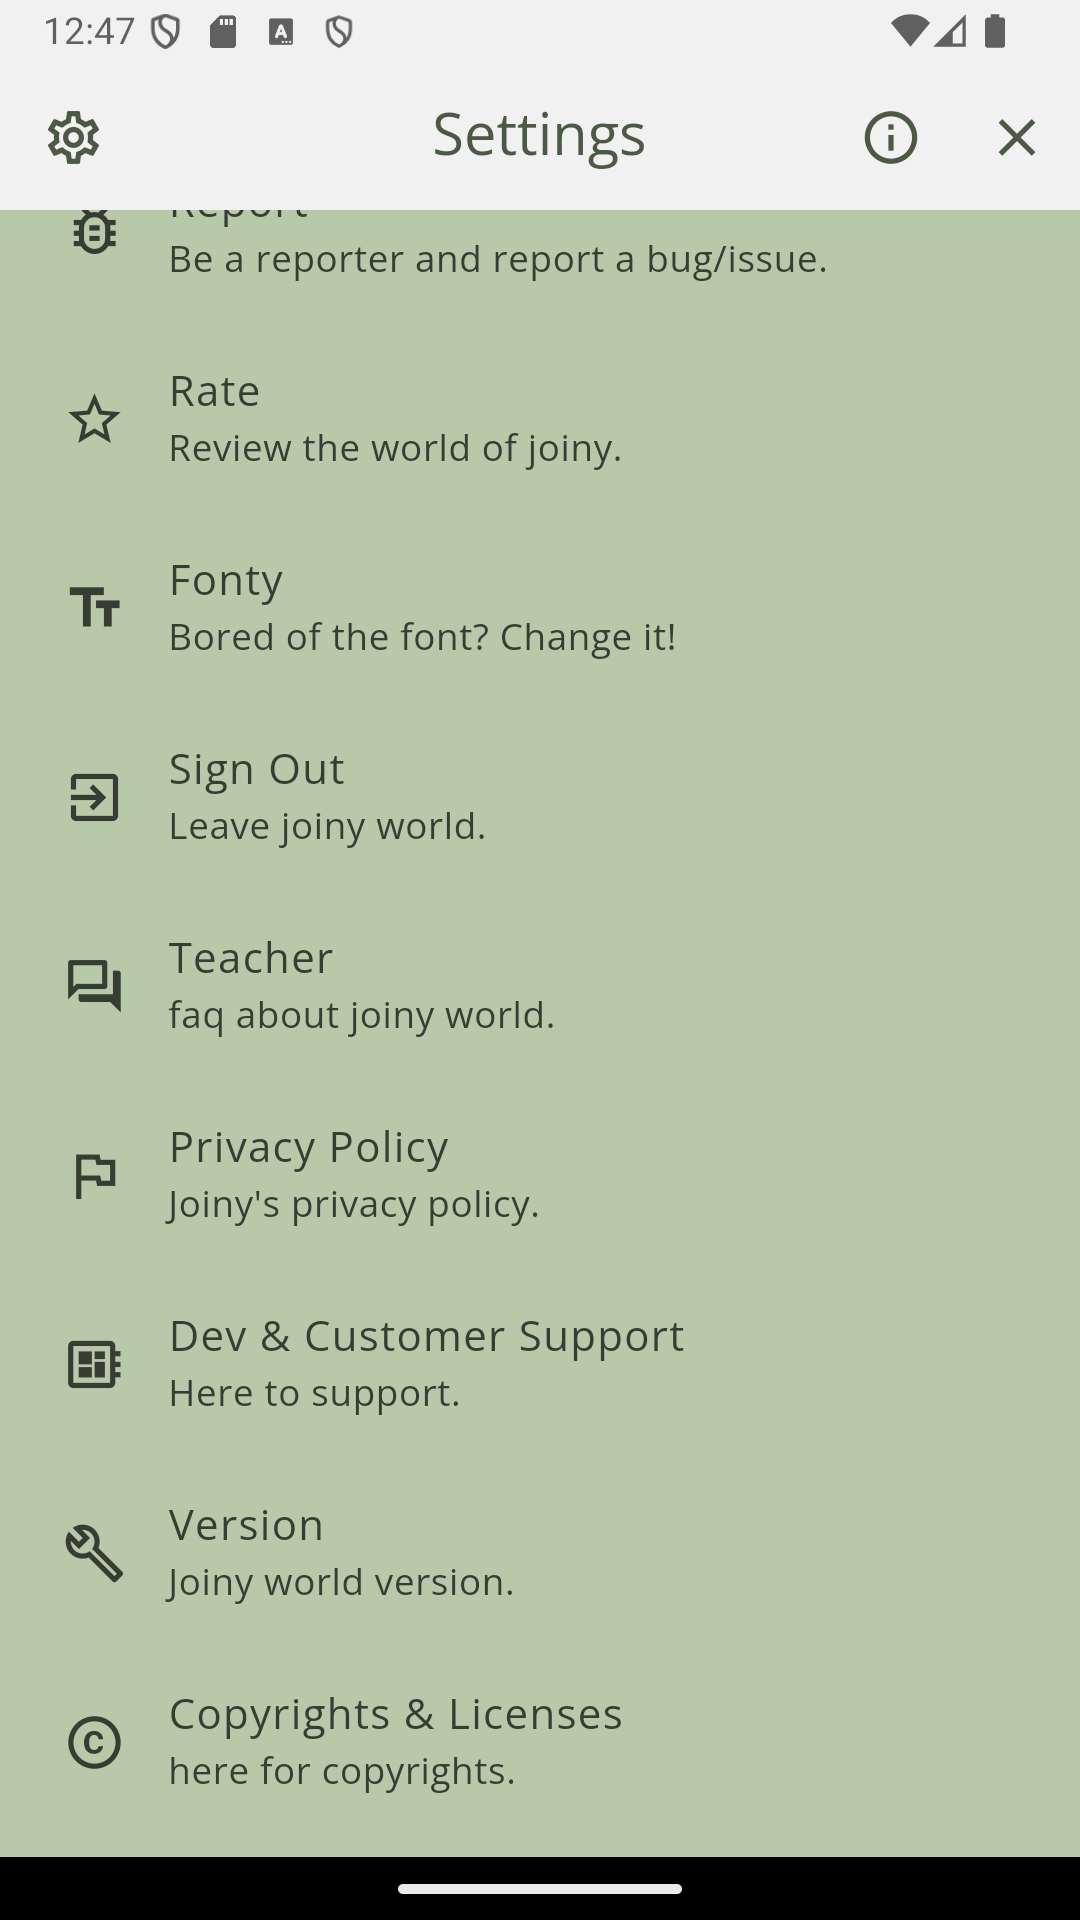 12:47
Settings
Report
Be a reporter and report a bug/issue.
Rate
Review the world of joiny.
Fonty
Bored of the font? Change it!
Sign Out
Leave joiny world.
Teacher
faq about joiny world.
Privacy Policy
Joiny's privacy policy.
Dev & Customer Support
Here to support.
Version
Joiny world version.
Copyrights & Licenses
here for copyrights.